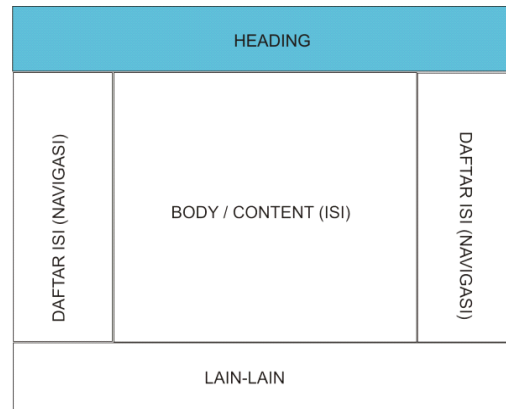 HEADING
DAFTAR ISI (NAVIGASI)
BODY / CONTENT (ISI)
DAFTAR ISI (NAVIGASI)
LAIN-LAIN